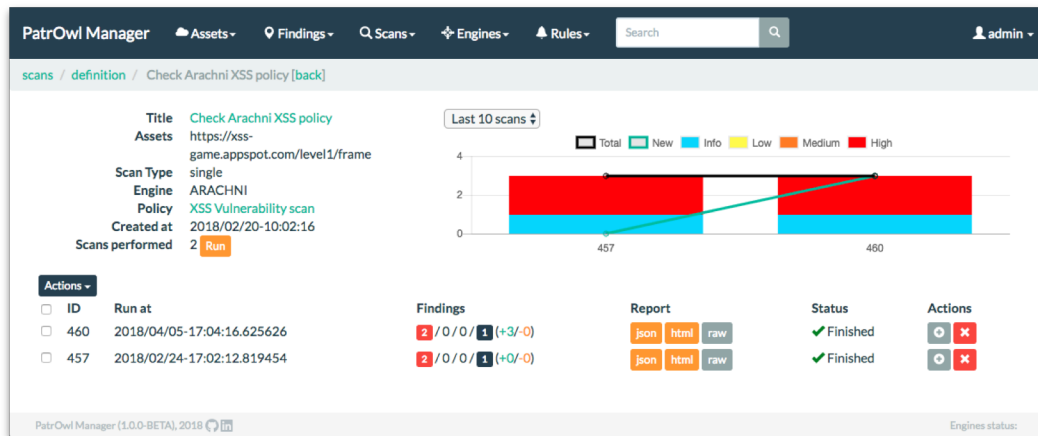 PatrOwl Manager Assets Findings Scans Engines Rules Search admin
scans / definition / Check Arachni XSS policy [back]
Title Check Arachni XSS policy
Assets https://xss-
game.appspot.com/level1/frame
Scan Type single
Engine ARACHNI
Policy XSS Vulnerability scan
Created at 2018/02/20-10:02:16
Scans performed 2 Run
Last 10 scans
Total New Info Low Medium High
4
2
0
457 460
Actions
ID Run at Findings Report Status Actions
460 2018/04/05-17:04:16.625626 2 / 0 / 0 / 1 (+3/-0) json html raw Finished
457 2018/02/24-17:02:12.819454 2 / 0 / 0 / 1 (+0/-0) json html raw Finished
PatrOwl Manager (1.0.0-BETA), 2018 Engines status: